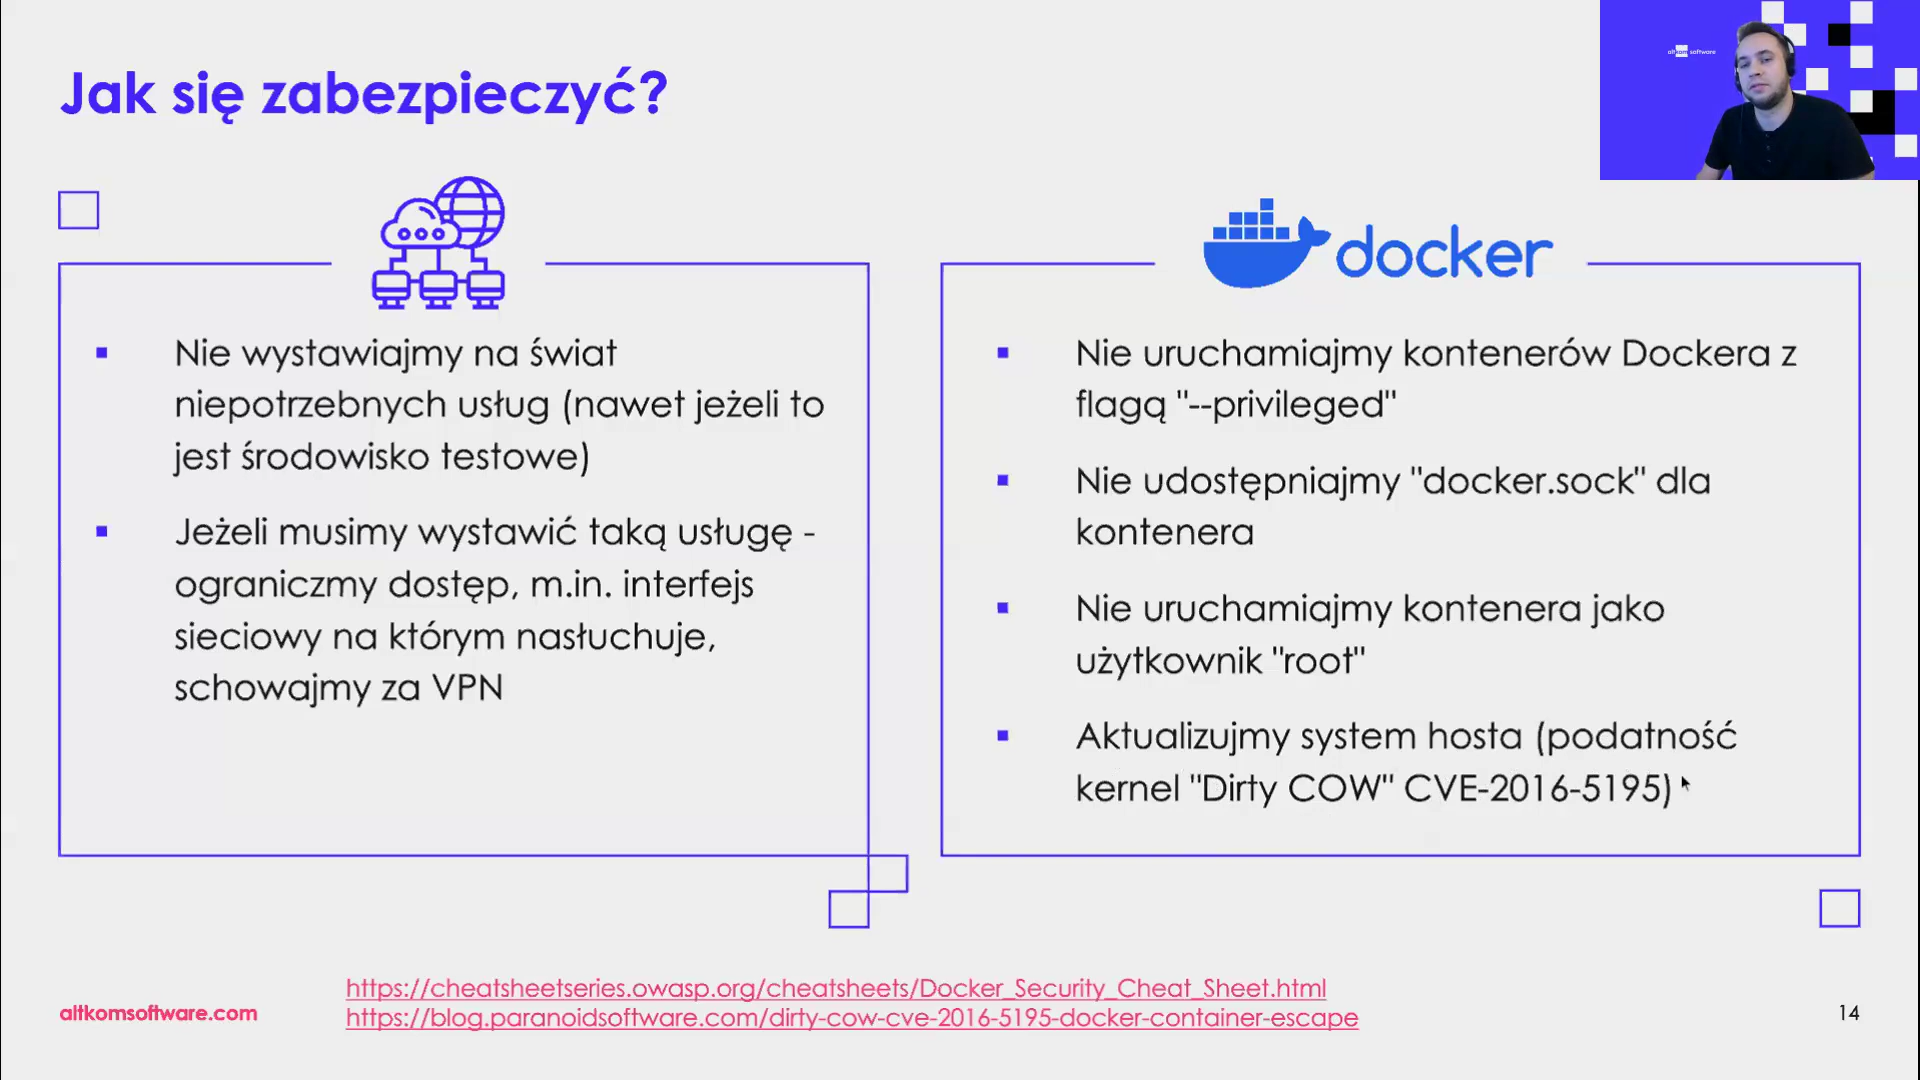 Jak się zabezpieczyć?
altkom software
docker
Nie wystawiajmy na świat
niepotrzebnych usług (nawet jeżeli to
jest środowisko testowe)
Jeżeli musimy wystawić taką usługę -
ograniczmy dostęp, m.in. interfejs
sieciowy na którym nasłuchuje,
schowajmy za VPN
Nie uruchamiajmy kontenerów Dockera z
flagą "--privileged"
Nie udostępniajmy "docker.sock" dla
kontenera
Nie uruchamiajmy kontenera jako
użytkownik "root"
Aktualizujmy system hosta (podatność
kernel "Dirty COW" CVE-2016-5195)
https://cheatsheetseries.owasp.org/cheatsheets/Docker_Security_Cheat_Sheet.html
https://blog.paranoidsoftware.com/dirty-cow-cve-2016-5195-docker-container-escape
altkomsoftware.com
14